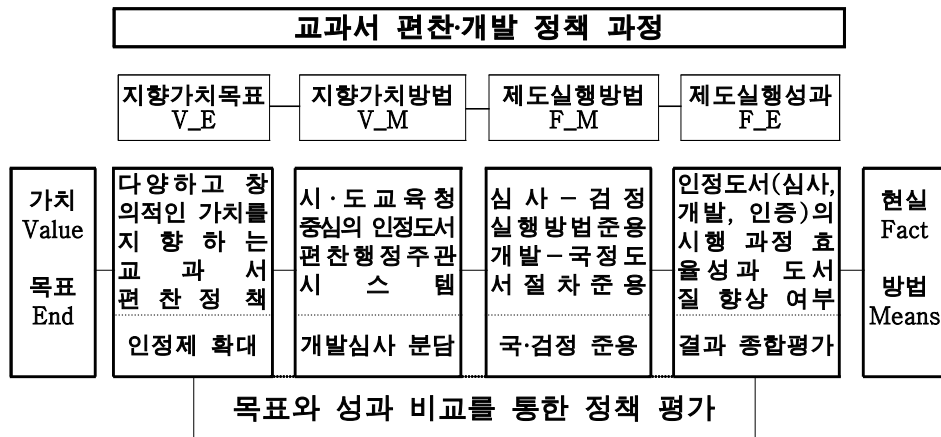 교과서 편찬·개발 정책 과정
지향가치목표
V_E
지향가치방법
V_M
제도실행방법
F_M
제도실행성과
F_E
가치
Value
목표
End
다양하고 창
의적인 가치를
지향하는
교과서
편찬정책
인정제 확대
시·도교육청
중심의 인정도서
편찬행정주관
시스템
개발심사 분담
심사-검정
실행방법준용
개발-국정도
서절차준용
국·검정 준용
인정도서(심사,
개발, 인증)의
시행 과정 효
율성과 도서
질 향상 여부
결과 종합평가
현실
Fact
방법
Means
목표와 성과 비교를 통한 정책 평가